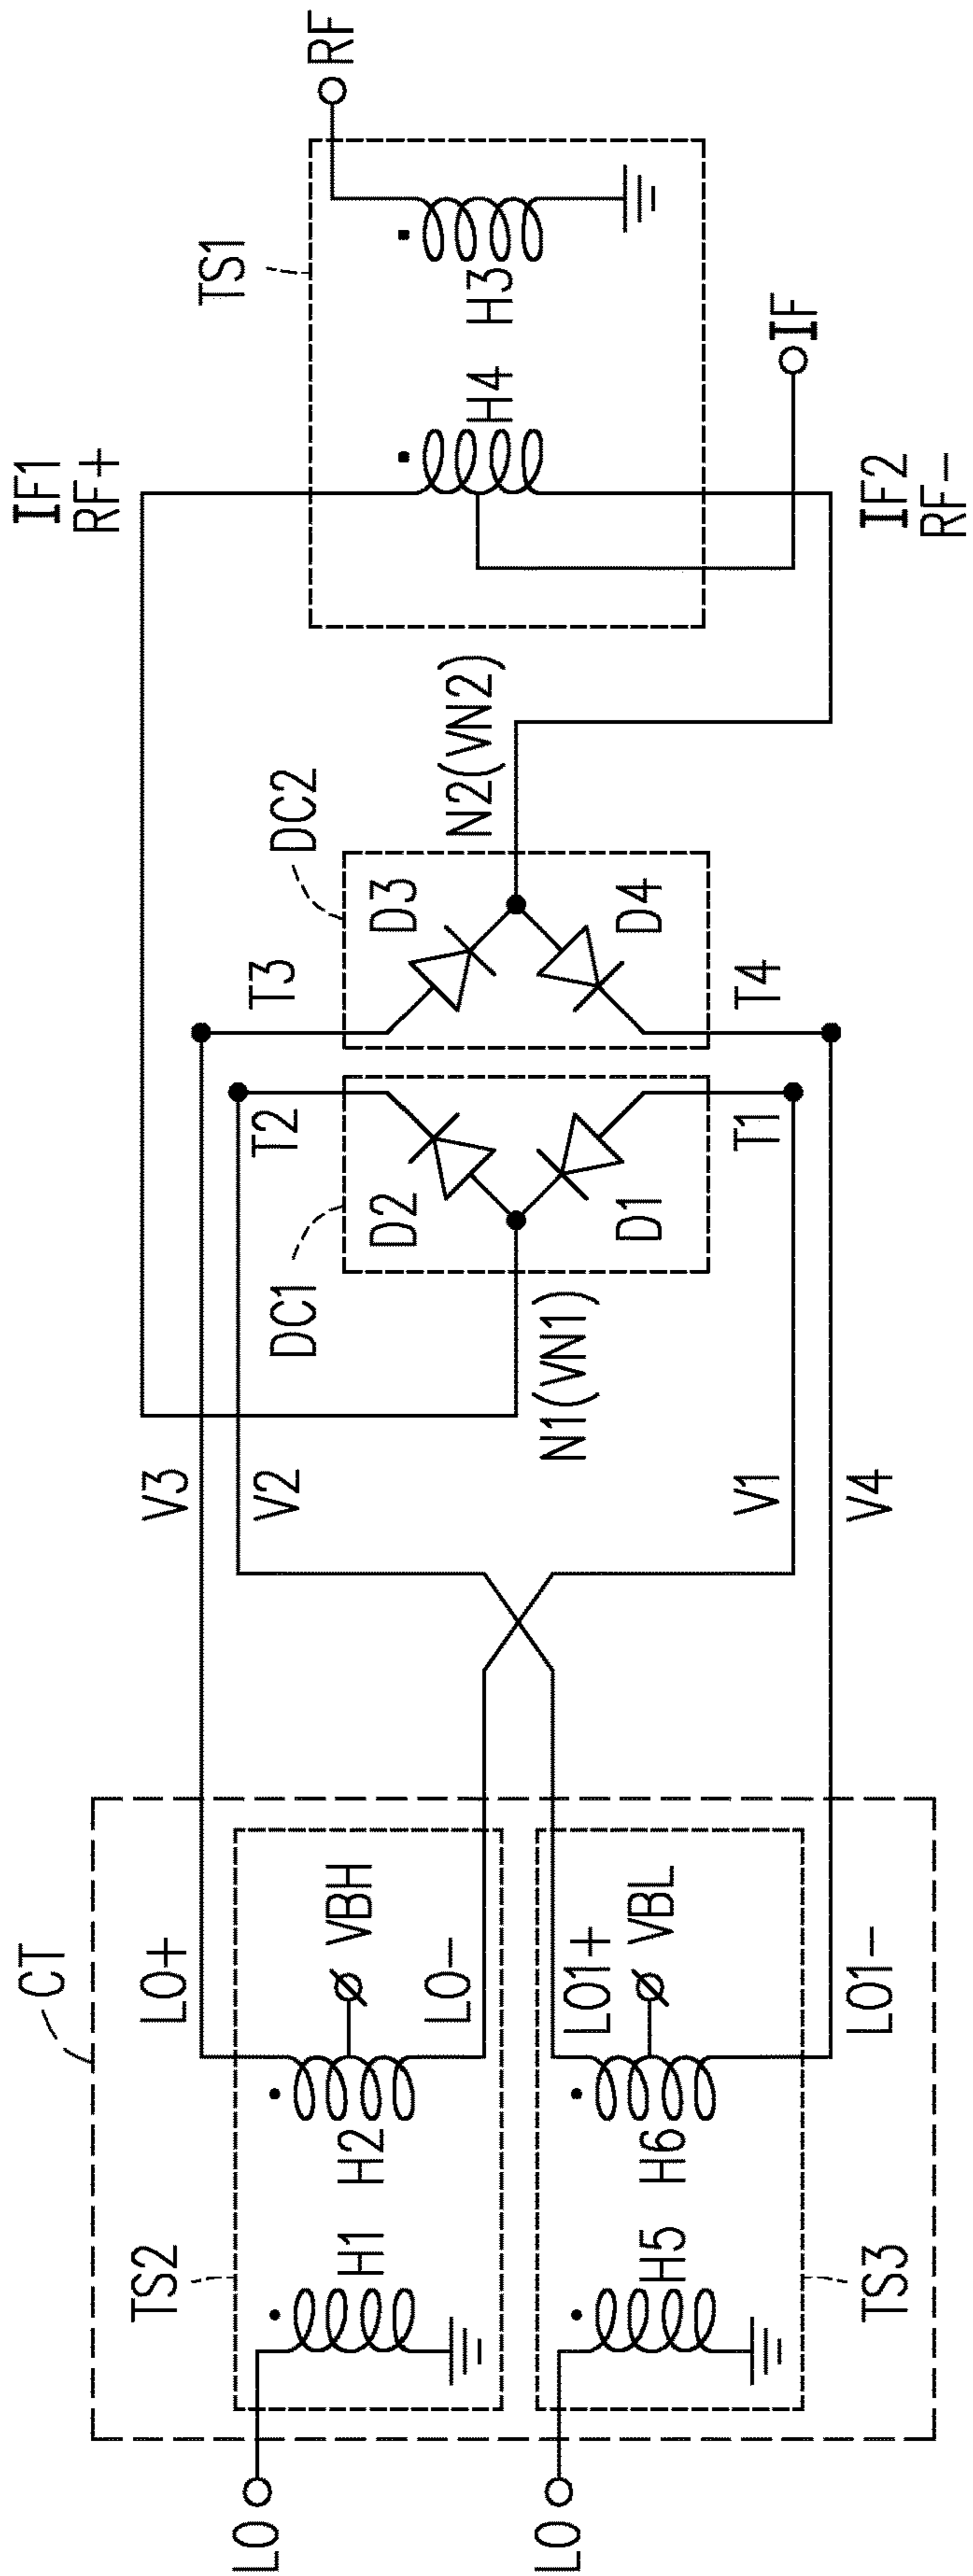 CT
TS2
LO
H1
H2
LO+
VBH
LO-
TS3
LO
H5
H6
LO1+
VBL
LO1-
V3
V2
V1
V4
N1(VN1)
DC1
D2
D1
T2
T1
DC2
T3
D3
D4
T4
N2(VN2)
IF1
RF+
IF2
RF-
TS1
H4
H3
IF
RF